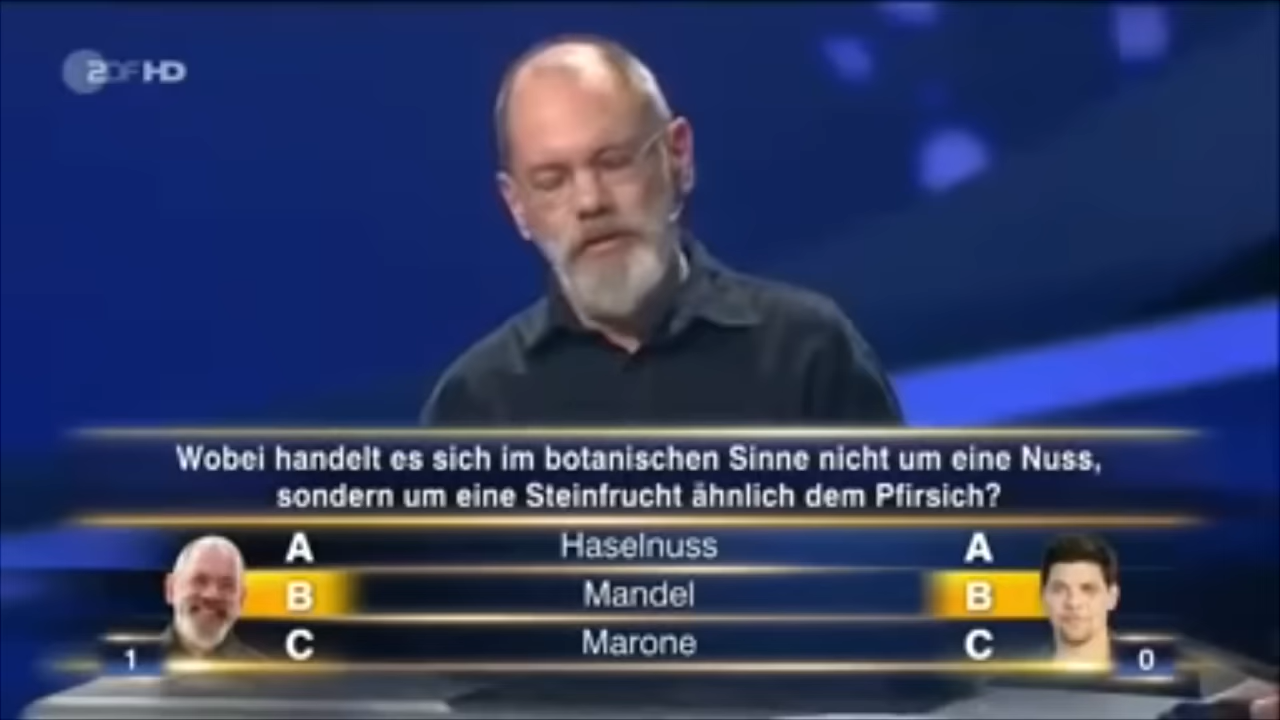 ZDF HD
Wobei handelt es sich im botanischen Sinne nicht um eine Nuss,
sondern um eine Steinfrucht ähnlich dem Pfirsich?
A Haselnuss A
B Mandel B
C Marone C
1 0